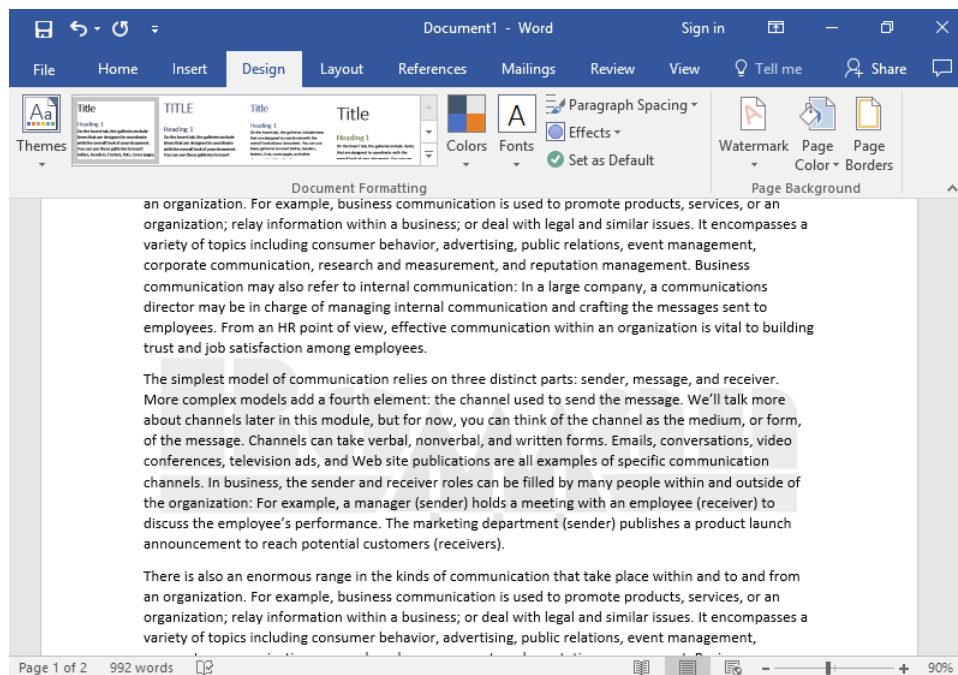 Document1 - Word
Sign in
File Home Insert Design Layout References Mailings Review View Tell me Share
Themes
Title
Heading 1
TITLE
Heading 1
Title
Heading 1
Title
Heading 1
Colors
Fonts
Paragraph Spacing
Effects
Set as Default
Watermark
Page Color
Page Borders
Document Formatting
Page Background
an organization. For example, business communication is used to promote products, services, or an
organization; relay information within a business; or deal with legal and similar issues. It encompasses a
variety of topics including consumer behavior, advertising, public relations, event management,
corporate communication, research and measurement, and reputation management. Business
communication may also refer to internal communication: In a large company, a communications
director may be in charge of managing internal communication and crafting the messages sent to
employees. From an HR point of view, effective communication within an organization is vital to building
trust and job satisfaction among employees.
The simplest model of communication relies on three distinct parts: sender, message, and receiver.
More complex models add a fourth element: the channel used to send the message. We’ll talk more
about channels later in this module, but for now, you can think of the channel as the medium, or form,
of the message. Channels can take verbal, nonverbal, and written forms. Emails, conversations, video
conferences, television ads, and Web site publications are all examples of specific communication
channels. In business, the sender and receiver roles can be filled by many people within and outside of
the organization: For example, a manager (sender) holds a meeting with an employee (receiver) to
discuss the employee’s performance. The marketing department (sender) publishes a product launch
announcement to reach potential customers (receivers).
There is also an enormous range in the kinds of communication that take place within and to and from
an organization. For example, business communication is used to promote products, services, or an
organization; relay information within a business; or deal with legal and similar issues. It encompasses a
variety of topics including consumer behavior, advertising, public relations, event management,
Page 1 of 2 992 words
90%